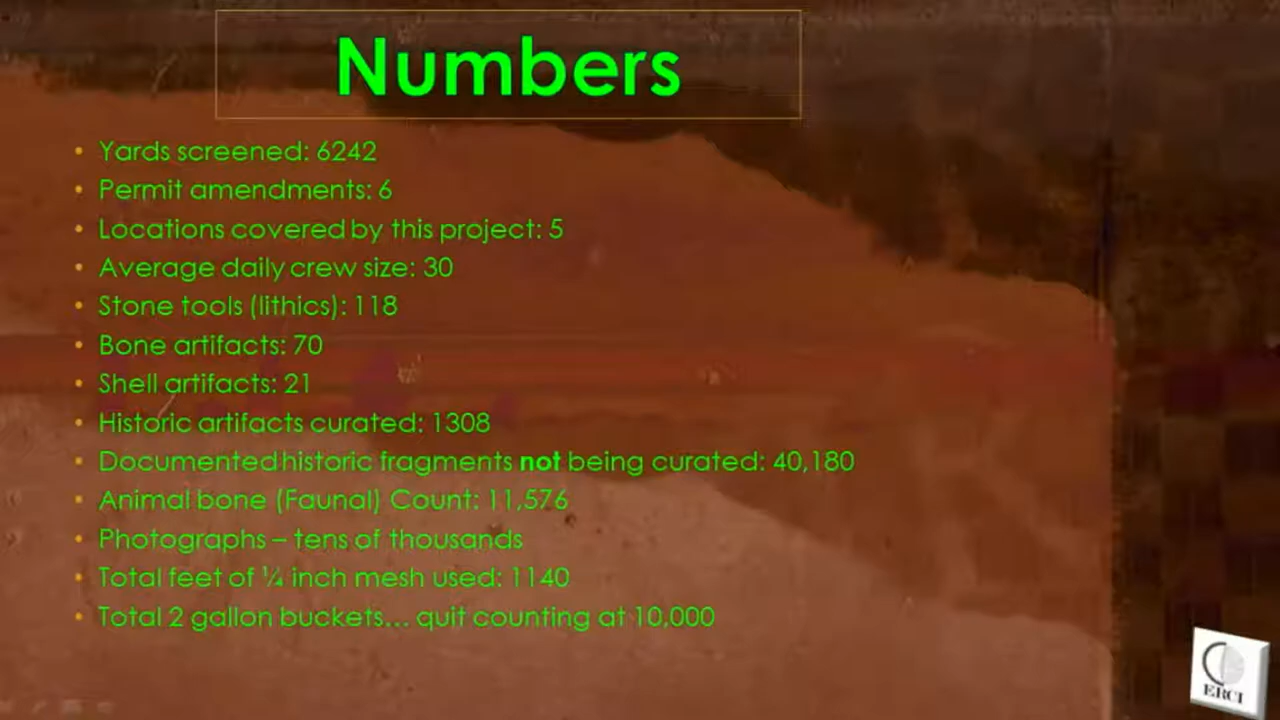 Numbers
• Yards screened: 6242
• Permit amendments: 6
• Locations covered by this project: 5
• Average daily crew size: 30
• Stone tools (lithics): 118
• Bone artifacts: 70
• Shell artifacts: 21
• Historic artifacts curated: 1308
• Documented historic fragments not being curated: 40,180
• Animal bone (Faunal) Count: 11,576
• Photographs – tens of thousands
• Total feet of ¼ inch mesh used: 1140
• Total 2 gallon buckets… quit counting at 10,000
ERCI